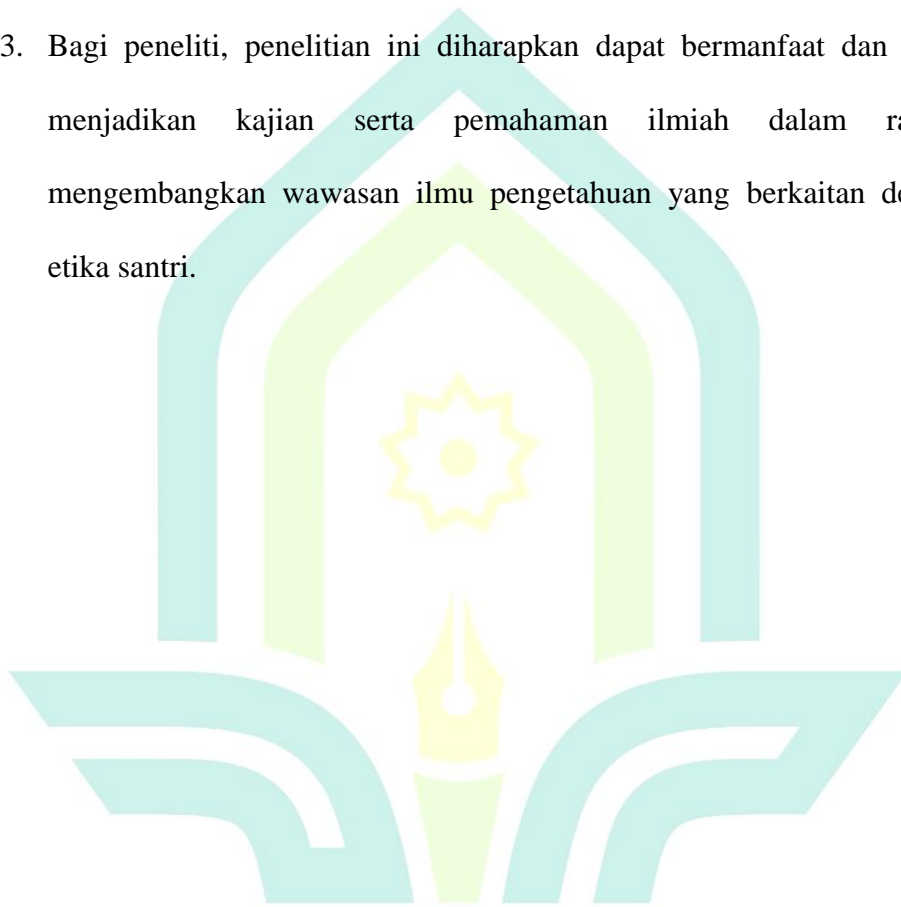 3. Bagi peneliti, penelitian ini diharapkan dapat bermanfaat dan
menjadikan kajian serta pemahaman ilmiah dalam
mengembangkan wawasan ilmu pengetahuan yang berkaitan
etika santri.